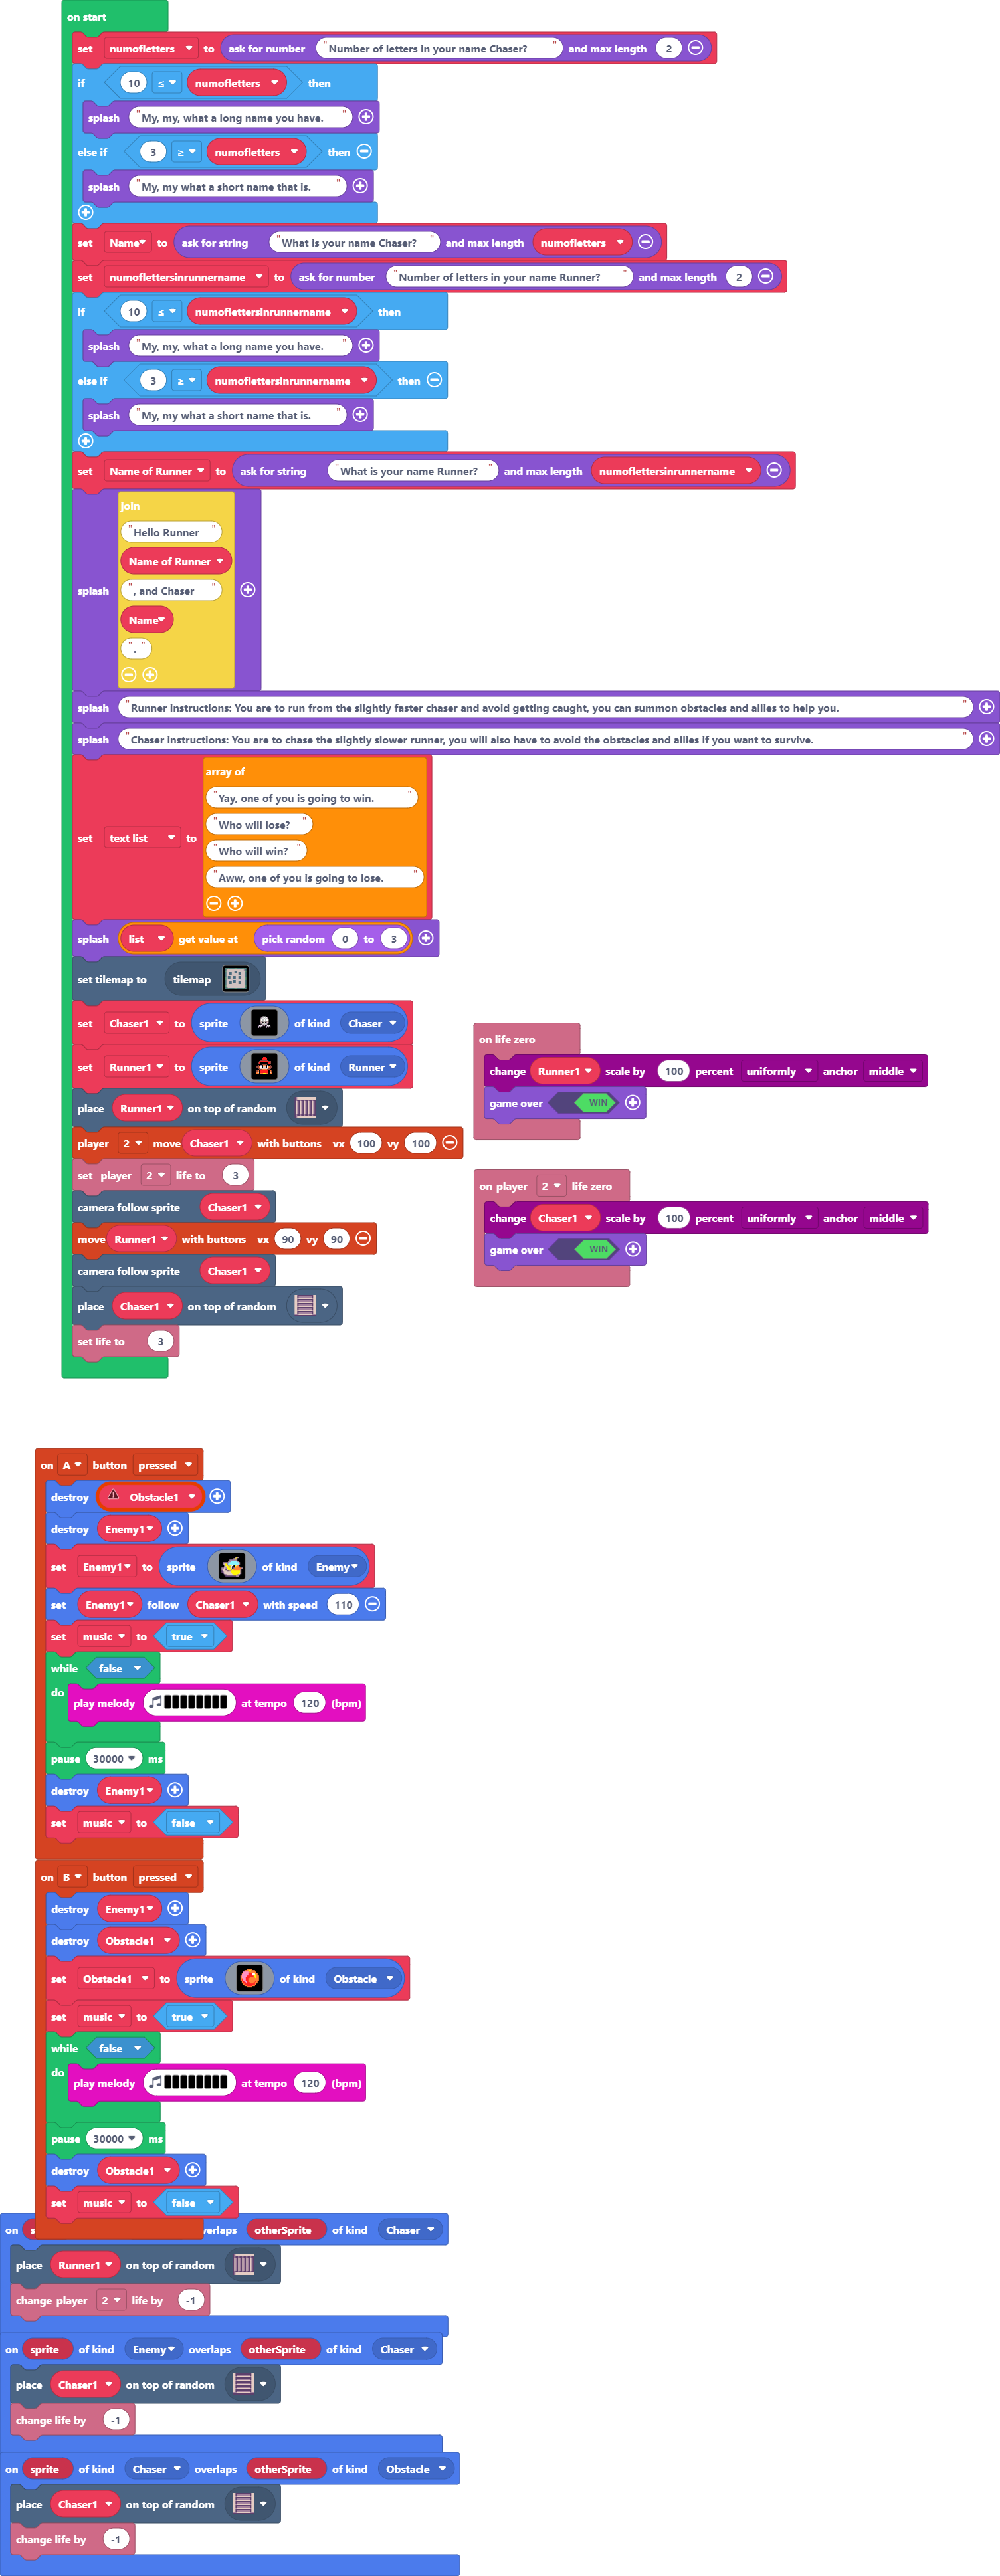 on start
set numofletters to ask for number "Number of letters in your name Chaser?" and max length 2
if 10 ≤ numofletters then
splash "My, my, what a long name you have."
else if 3 ≥ numofletters then
splash "My, my what a short name that is."
set Name to ask for string "What is your name Chaser?" and max length numofletters
set numoflettersinrunnername to ask for number "Number of letters in your name Runner?" and max length 2
if 10 ≤ numoflettersinrunnername then
splash "My, my, what a long name you have."
else if 3 ≥ numoflettersinrunnername then
splash "My, my what a short name that is."
set Name of Runner to ask for string "What is your name Runner?" and max length numoflettersinrunnername
join
"Hello Runner "
Name of Runner
splash ", and Chaser "
Name
"."
splash "Runner instructions: You are to run from the slightly faster chaser and avoid getting caught, you can summon obstacles and allies to help you."
splash "Chaser instructions: You are to chase the slightly slower runner, you will also have to avoid the obstacles and allies if you want to survive."
array of
"Yay, one of you is going to win."
"Who will lose?"
set text list to
"Who will win?"
"Aww, one of you is going to lose."
splash list get value at pick random 0 to 3
set tilemap to tilemap
set Chaser1 to sprite of kind Chaser
set Runner1 to sprite of kind Runner
place Runner1 on top of random
player 2 move Chaser1 with buttons vx 100 vy 100
set player 2 life to 3
camera follow sprite Chaser1
move Runner1 with buttons vx 90 vy 90
camera follow sprite Chaser1
place Chaser1 on top of random
set life to 3
on life zero
change Runner1 scale by 100 percent uniformly anchor middle
game over WIN
on player 2 life zero
change Chaser1 scale by 100 percent uniformly anchor middle
game over WIN
on A button pressed
destroy Obstacle1
destroy Enemy1
set Enemy1 to sprite of kind Enemy
set Enemy1 follow Chaser1 with speed 110
set music to true
while false
do play melody at tempo 120 (bpm)
pause 30000 ms
destroy Enemy1
set music to false
on B button pressed
destroy Enemy1
destroy Obstacle1
set Obstacle1 to sprite of kind Obstacle
set music to true
while false
do play melody at tempo 120 (bpm)
pause 30000 ms
destroy Obstacle1
set music to false
on otherSprite of kind Chaser
place Runner1 on top of random
change player 2 life by -1
on sprite of kind Enemy overlaps otherSprite of kind Chaser
place Chaser1 on top of random
change life by -1
on sprite of kind Chaser overlaps otherSprite of kind Obstacle
place Chaser1 on top of random
change life by -1